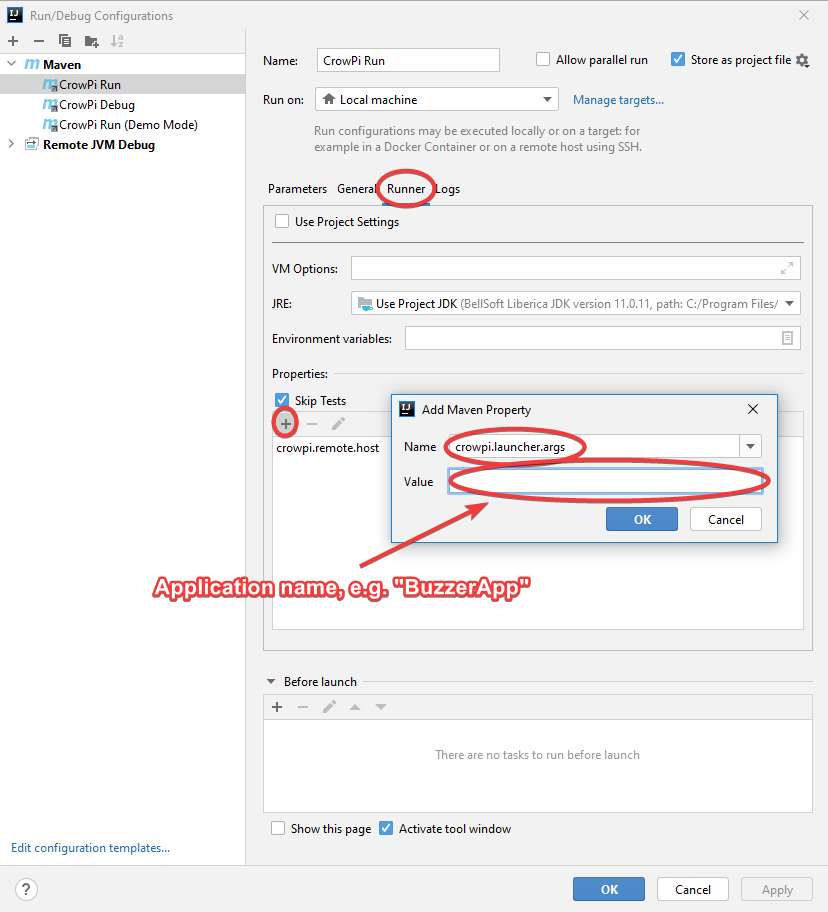 Run/Debug Configurations
Maven
CrowPi Run
CrowPi Debug
CrowPi Run (Demo Mode)
Remote JVM Debug
Edit configuration templates...
Name: CrowPi Run Allow parallel run Store as project file
Run on: Local machine Manage targets...
Run configurations may be executed locally or on a target: for
example in a Docker Container or on a remote host using SSH.
Parameters General Runner Logs
Use Project Settings
VM Options:
JRE: Use Project JDK (BellSoft Liberica JDK version 11.0.11, path: C:/Program Files/
Environment variables:
Properties:
Skip Tests
crowpi.remote.host
Add Maven Property
Name crowpi.launcher.args
Value
OK Cancel
Application name, e.g. "BuzzerApp"
Before launch
There are no tasks to run before launch
Show this page Activate tool window
? OK Cancel Apply